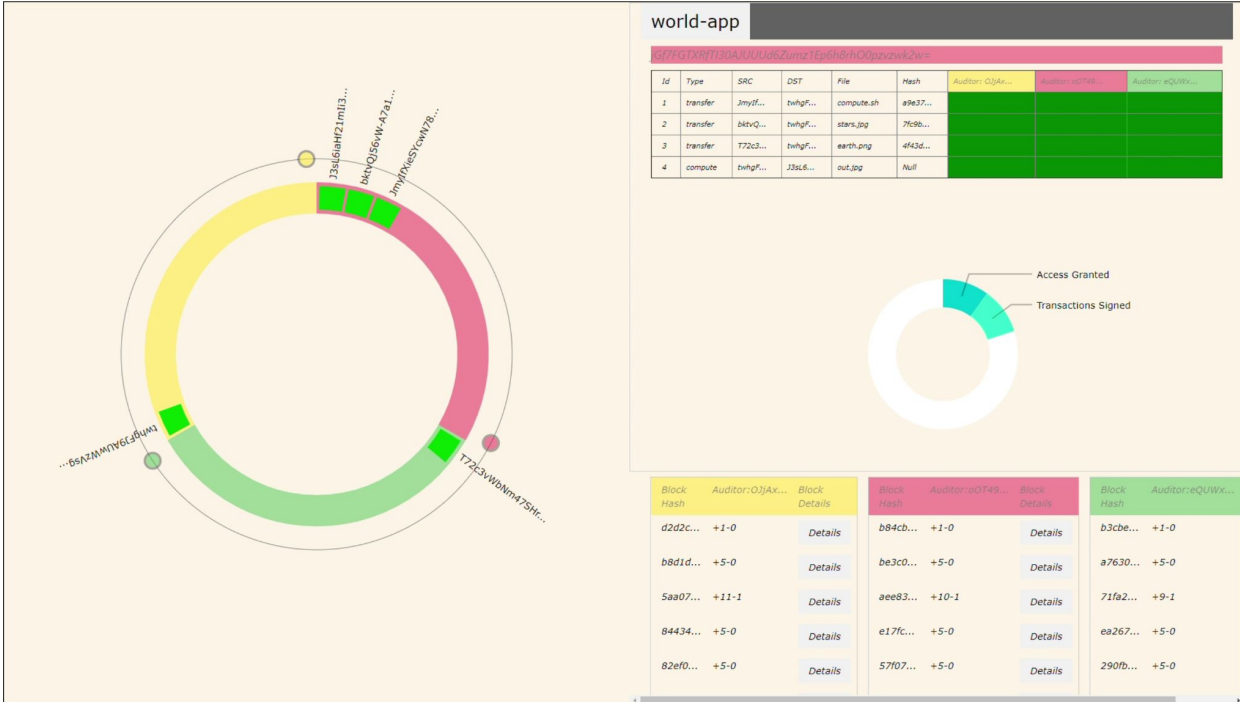 J3sL6iaHf21mIi3...
bktvQJ56vW-A7a1...
JmyIfXieSYcwN78...
twhgFJ9AUwWzVsg...
T72c3vWbNm47SHr...
world-app
Id Type SRC DST File Hash Auditor: OJjAx... Auditor: oOT49... Auditor: eQUWx...
1 transfer JmyIf... twhgF... compute.sh a9e37...
2 transfer bktvQ... twhgF... stars.jpg 7fc9b...
3 transfer T72c3... twhgF... earth.png 4f43d...
4 compute twhgF... J3sL6... out.jpg Null
Access Granted
Transactions Signed
Block Hash Auditor:OJjAx... Block Details
d2d2c... +1-0 Details
b8d1d... +5-0 Details
5aa07... +11-1 Details
84434... +5-0 Details
82ef0... +5-0 Details
Block Hash Auditor:oOT49... Block Details
b84cb... +1-0 Details
be3c0... +5-0 Details
aee83... +10-1 Details
e17fc... +5-0 Details
57f07... +5-0 Details
Block Hash Auditor:eQUWx...
b3cbe... +1-0
a7630... +5-0
71fa2... +9-1
ea267... +5-0
290fb... +5-0